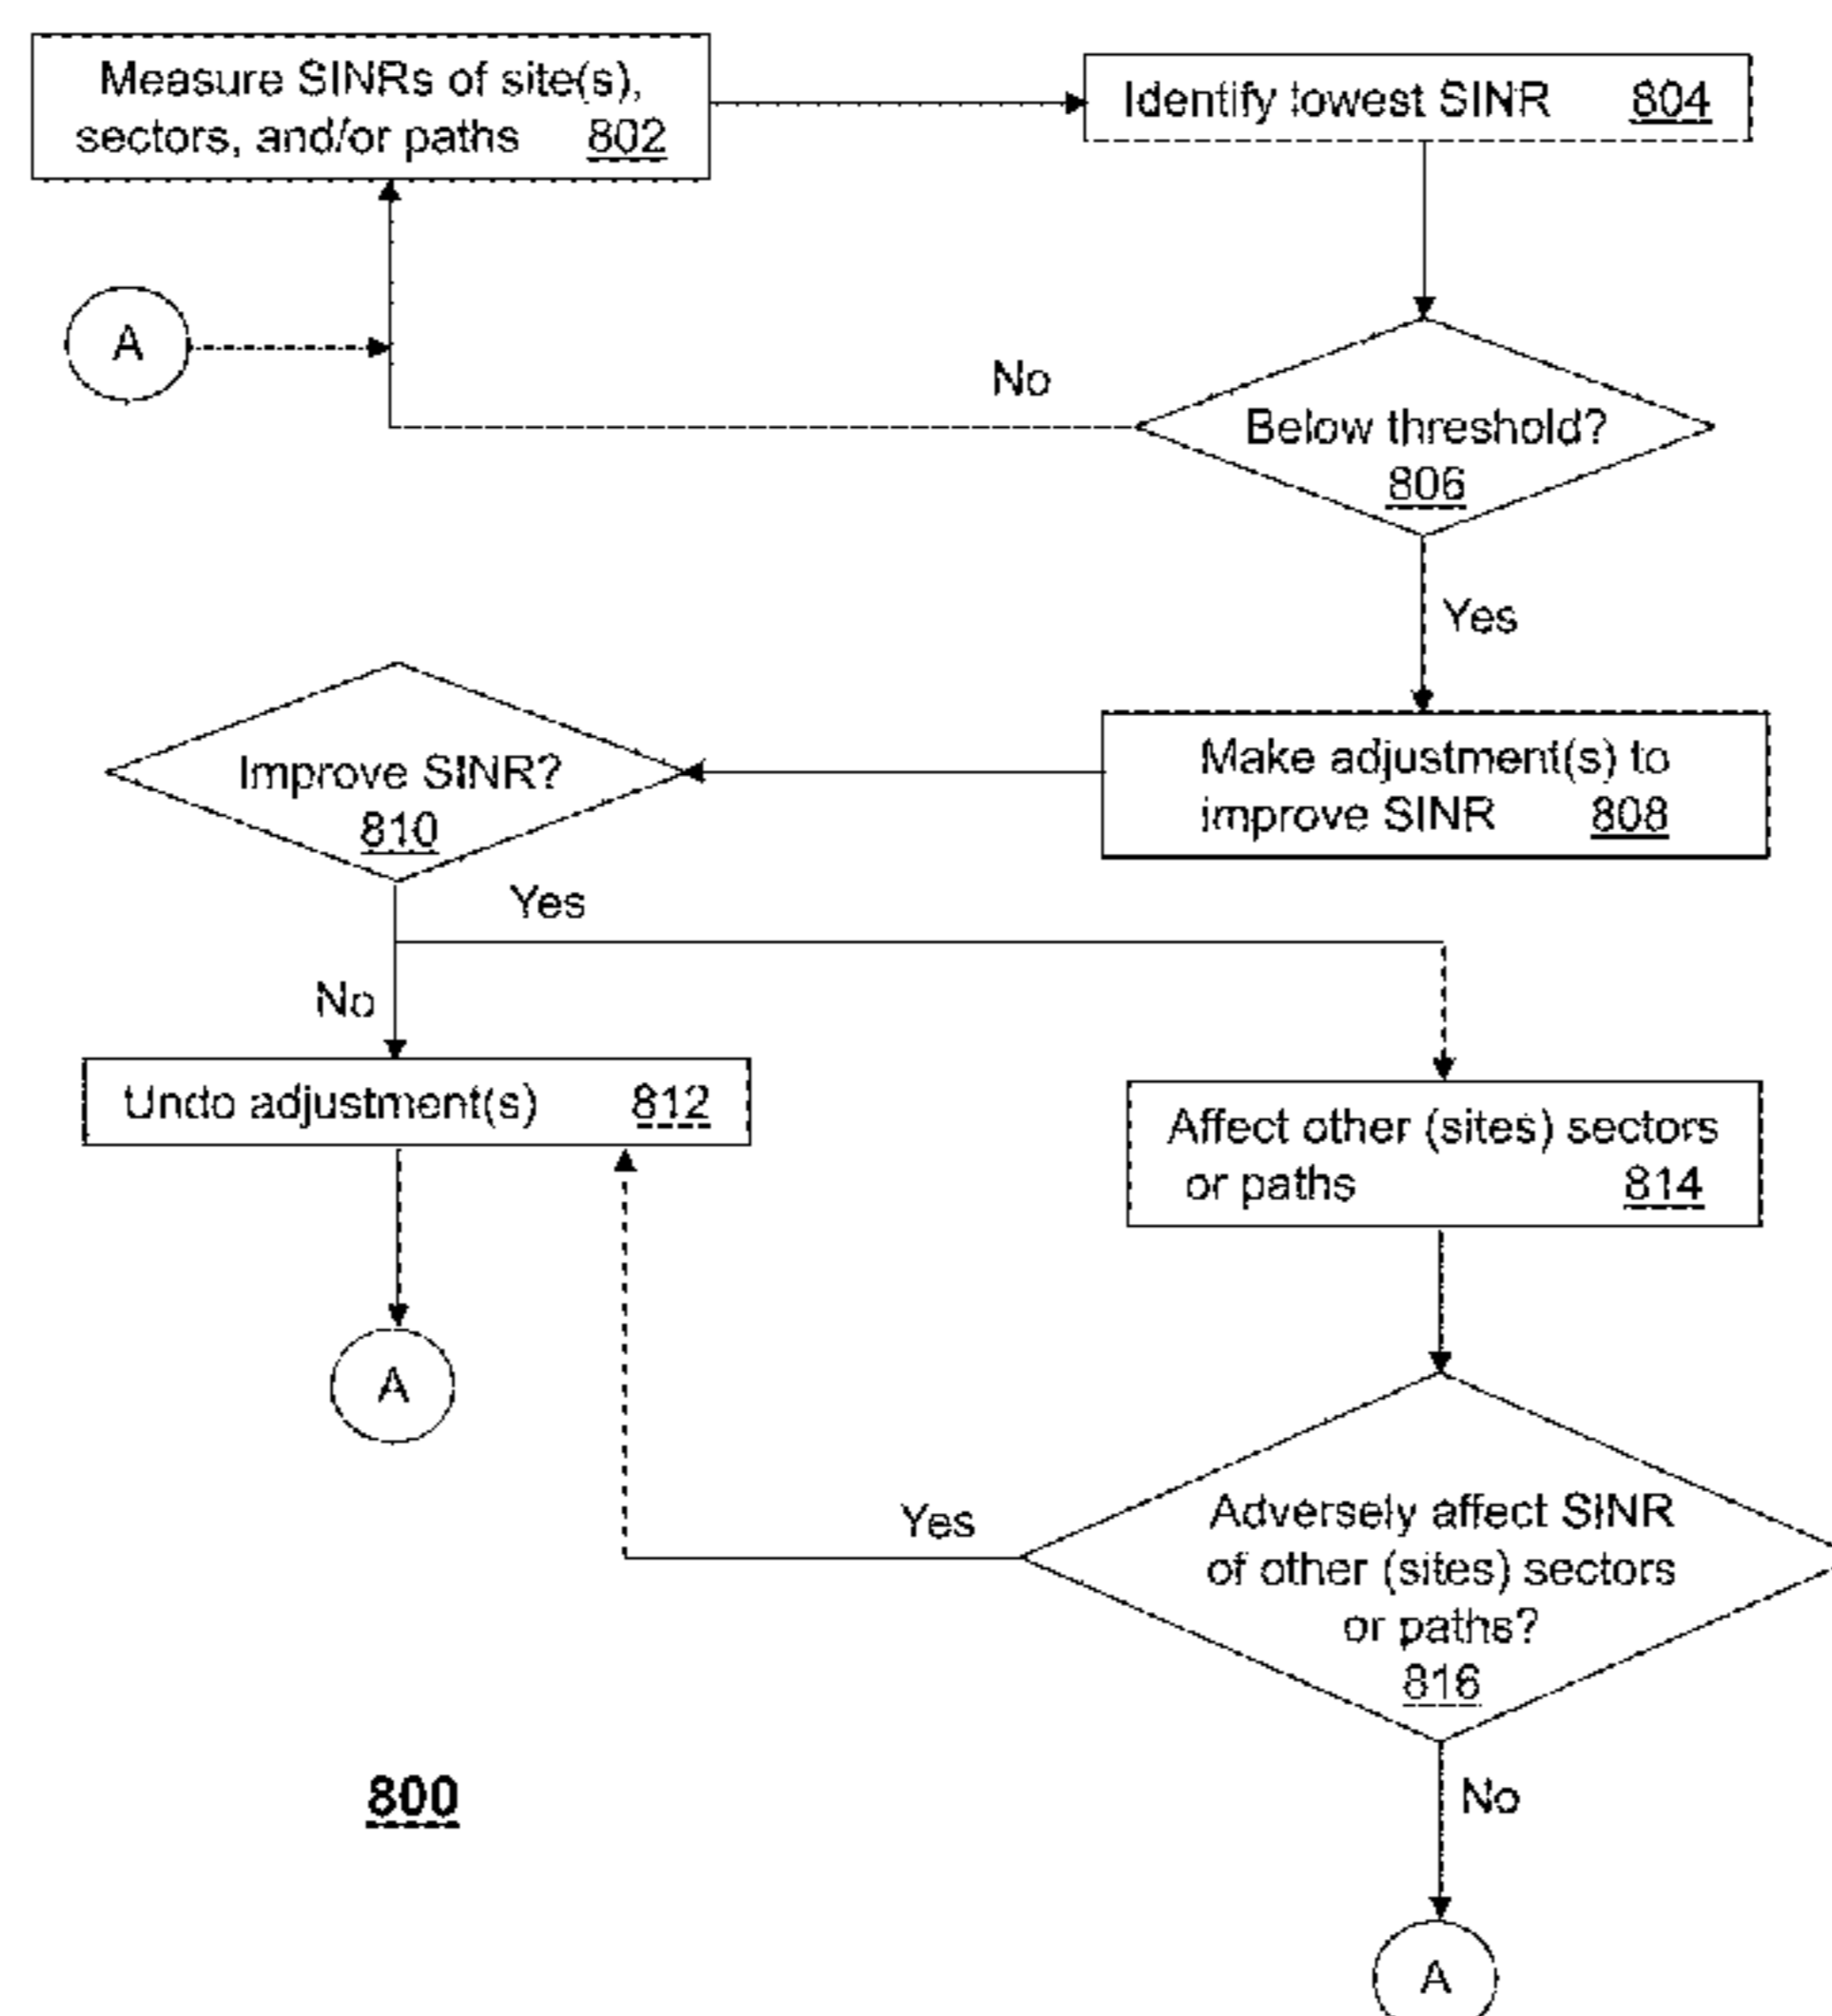 Measure SINRs of site(s),
sectors, and/or paths 802
Identify lowest SINR 804
A
No
Below threshold?
806
Yes
Improve SINR?
810
Make adjustment(s) to
improve SINR 808
Yes
No
Undo adjustment(s) 812
Affect other (sites) sectors
or paths 814
A
Yes
Adversely affect SINR
of other (sites) sectors
or paths?
816
800
No
A